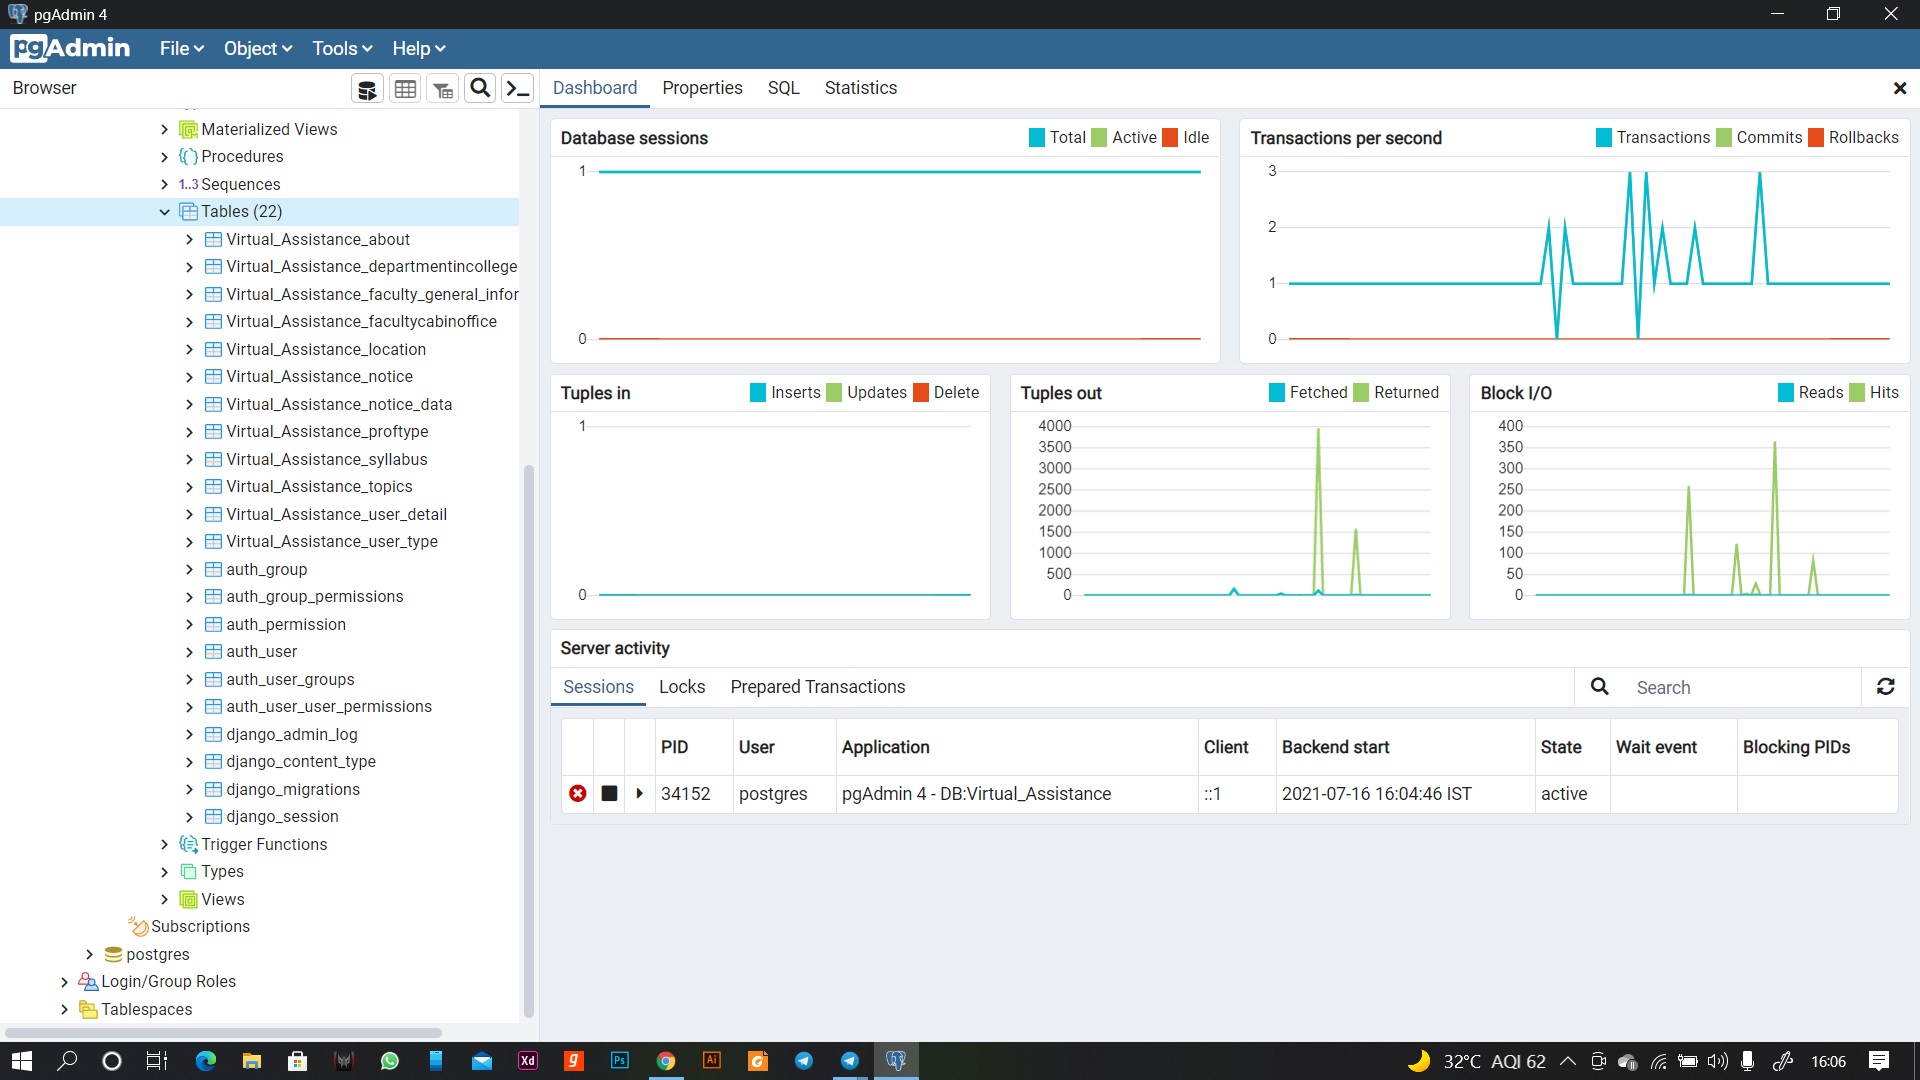 pgAdmin 4
pgAdmin File Object Tools Help
Browser
Dashboard Properties SQL Statistics
Materialized Views
Procedures
1..3 Sequences
Tables (22)
Virtual_Assistance_about
Virtual_Assistance_departmentincollege
Virtual_Assistance_faculty_general_infor
Virtual_Assistance_facultycabinoffice
Virtual_Assistance_location
Virtual_Assistance_notice
Virtual_Assistance_notice_data
Virtual_Assistance_proftype
Virtual_Assistance_syllabus
Virtual_Assistance_topics
Virtual_Assistance_user_detail
Virtual_Assistance_user_type
auth_group
auth_group_permissions
auth_permission
auth_user
auth_user_groups
auth_user_user_permissions
django_admin_log
django_content_type
django_migrations
django_session
Trigger Functions
Types
Views
Subscriptions
postgres
Login/Group Roles
Tablespaces
Database sessions Total Active Idle
1
0
Transactions per second Transactions Commits Rollbacks
3
2
1
0
Tuples in Inserts Updates Delete
1
0
Tuples out Fetched Returned
4000
3500
3000
2500
2000
1500
1000
500
0
Block I/O Reads Hits
400
350
300
250
200
150
100
50
0
Server activity
Sessions Locks Prepared Transactions Search
PID User Application Client Backend start State Wait event Blocking PIDs
34152 postgres pgAdmin 4 - DB:Virtual_Assistance ::1 2021-07-16 16:04:46 IST active
Xd g Ps Ai 32°C AQI 62 16:06